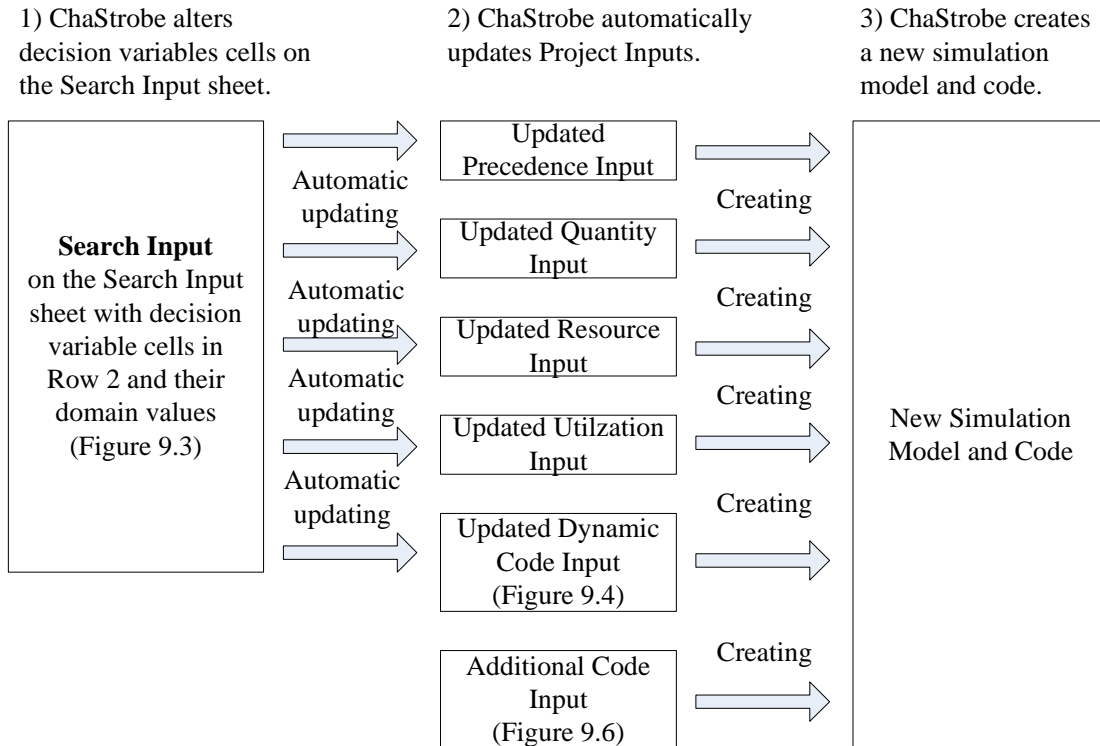 1) ChaStrobe alters
decision variables cells on
the Search Input sheet.
2) ChaStrobe automatically
updates Project Inputs.
3) ChaStrobe creates
a new simulation
model and code.
Search Input
on the Search Input
sheet with decision
variable cells in
Row 2 and their
domain values
(Figure 9.3)
Automatic
updating
Automatic
updating
Automatic
updating
Automatic
updating
Updated
Precedence Input
Updated Quantity
Input
Updated Resource
Input
Updated Utilzation
Input
Updated Dynamic
Code Input
(Figure 9.4)
Additional Code
Input
(Figure 9.6)
Creating
Creating
Creating
Creating
Creating
New Simulation
Model and Code